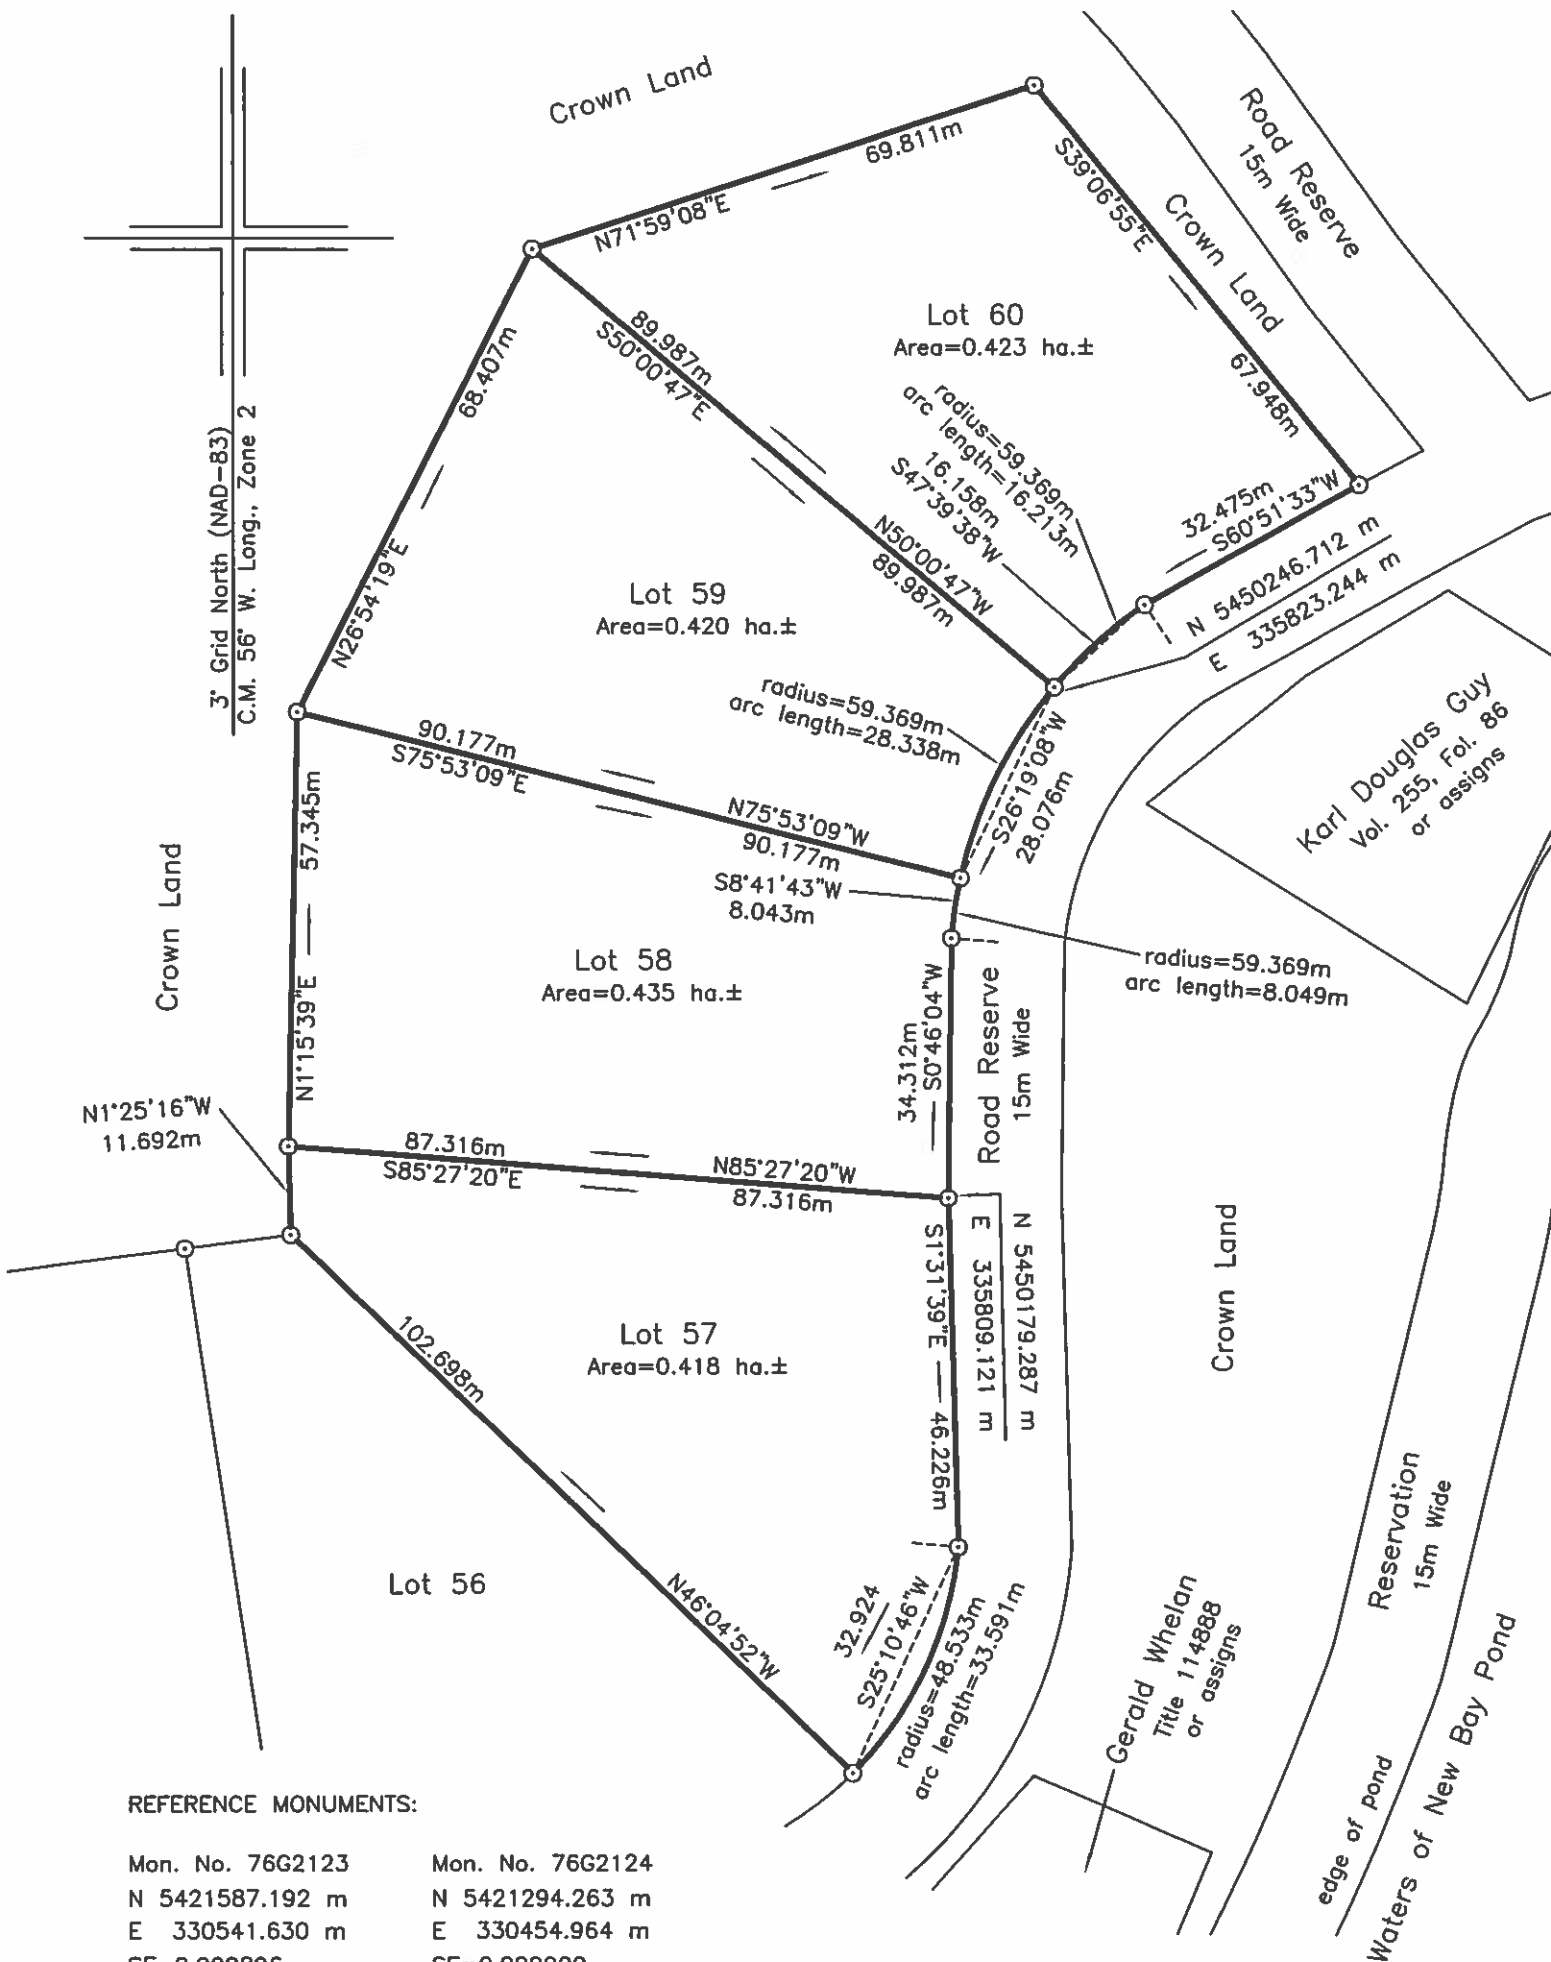 Crown Land
69.811m
N71°59'08"E
S39°06'55"E
67.948m
Crown Land
Road Reserve
15m Wide
Lot 60
Area=0.423 ha.±
89.987m
S50°00'47"E
N50°00'47"W
89.987m
radius=59.369m
arc length=16.213m
16.158m
S47°39'38"W
32.475m
S60°51'33"W
N 5450246.712 m
E 335823.244 m
3° Grid North (NAD-83)
C.M. 56° W. Long., Zone 2
68.407m
N26°54'19"E
Lot 59
Area=0.420 ha.±
radius=59.369m
arc length=28.338m
S26°19'08"W
28.076m
Karl Douglas Guy
Vol. 255, Fol. 86
or assigns
90.177m
S75°53'09"E
N75°53'09"W
90.177m
S8°41'43"W
8.043m
radius=59.369m
arc length=8.049m
Crown Land
57.345m
N1°15'39"E
Lot 58
Area=0.435 ha.±
34.312m
S0°46'04"W
Road Reserve
15m Wide
N1°25'16"W
11.692m
87.316m
S85°27'20"E
N85°27'20"W
87.316m
N 5450179.287 m
E 335809.121 m
S1°31'39"E
46.226m
Crown Land
Lot 57
Area=0.418 ha.±
102.698m
N46°04'52"W
Lot 56
32.924
S25°10'46"W
radius=48.533m
arc length=33.591m
Gerald Whelan
Title 114888
or assigns
Reservation
15m Wide
edge of pond
Waters of New Bay Pond
REFERENCE MONUMENTS:
Mon. No. 76G2123
N 5421587.192 m
E 330541.630 m
Mon. No. 76G2124
N 5421294.263 m
E 330454.964 m